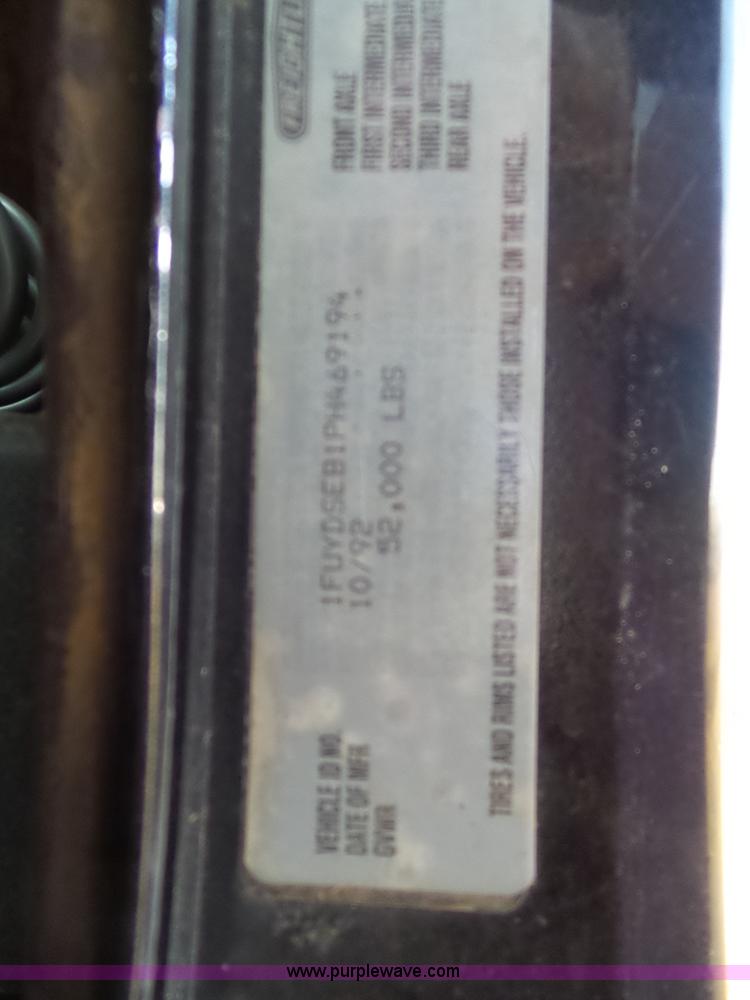 VEHICLE ID NO. 1FUYDSEB1PH469194
DATE OF MFR 10/92
GVWR 52,000 LBS
FRONT AXLE
FIRST INTERMEDIATE
SECOND INTERMEDIATE
THIRD INTERMEDIATE
REAR AXLE
TIRES AND RIMS LISTED ARE NOT NECESSARILY THOSE INSTALLED ON THE VEHICLE.
www.purplewave.com